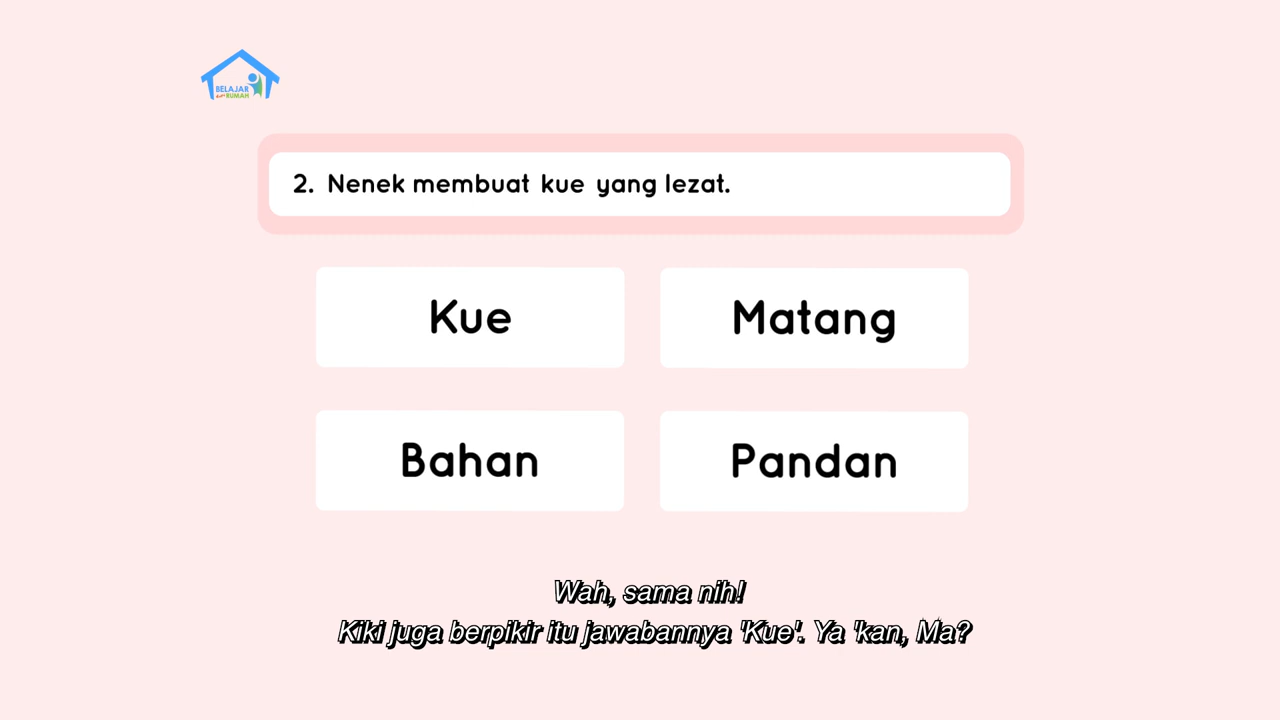 BELAJAR
dari RUMAH
2. Nenek membuat kue yang lezat.
Kue
Matang
Bahan
Pandan
Wah, sama nih!
Kiki juga berpikir itu jawabannya 'Kue'. Ya 'kan, Ma?